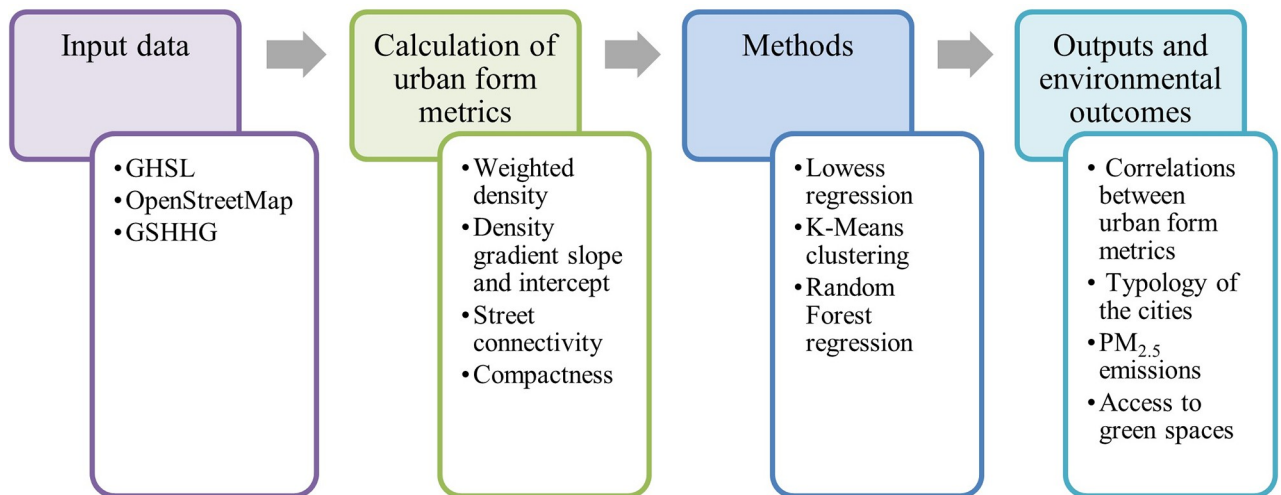 Input data
•GHSL
•OpenStreetMap
•GSHHG
Calculation of
urban form
metrics
•Weighted
density
•Density
gradient slope
and intercept
•Street
connectivity
•Compactness
Methods
•Lowess
regression
•K-Means
clustering
•Random
Forest
regression
Outputs and
environmental
outcomes
• Correlations
between
urban form
metrics
• Typology of
the cities
•PM2.5
emissions
•Access to
green spaces